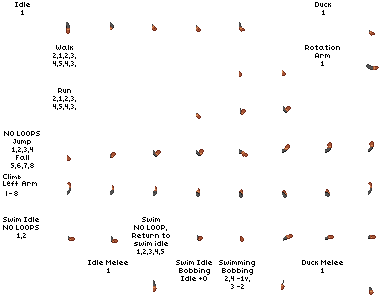 Idle
1
Duck
1
Walk
2,1,2,3,
4,5,4,3,
Rotation
Arm
1
Run
2,1,2,3,
4,5,4,3,
NO LOOPS
Jump
1,2,3,4
Fall
5,6,7,8
Climb
Left Arm
1-8
Swim Idle
NO LOOPS
1,2
Swim
NO LOOP,
Return to
swim idle
1,2,3,4,5
Idle Melee
1
Swim Idle
Bobbing
Idle +0
Swimming
Bobbing
2,4 -1v,
3 -2
Duck Melee
1